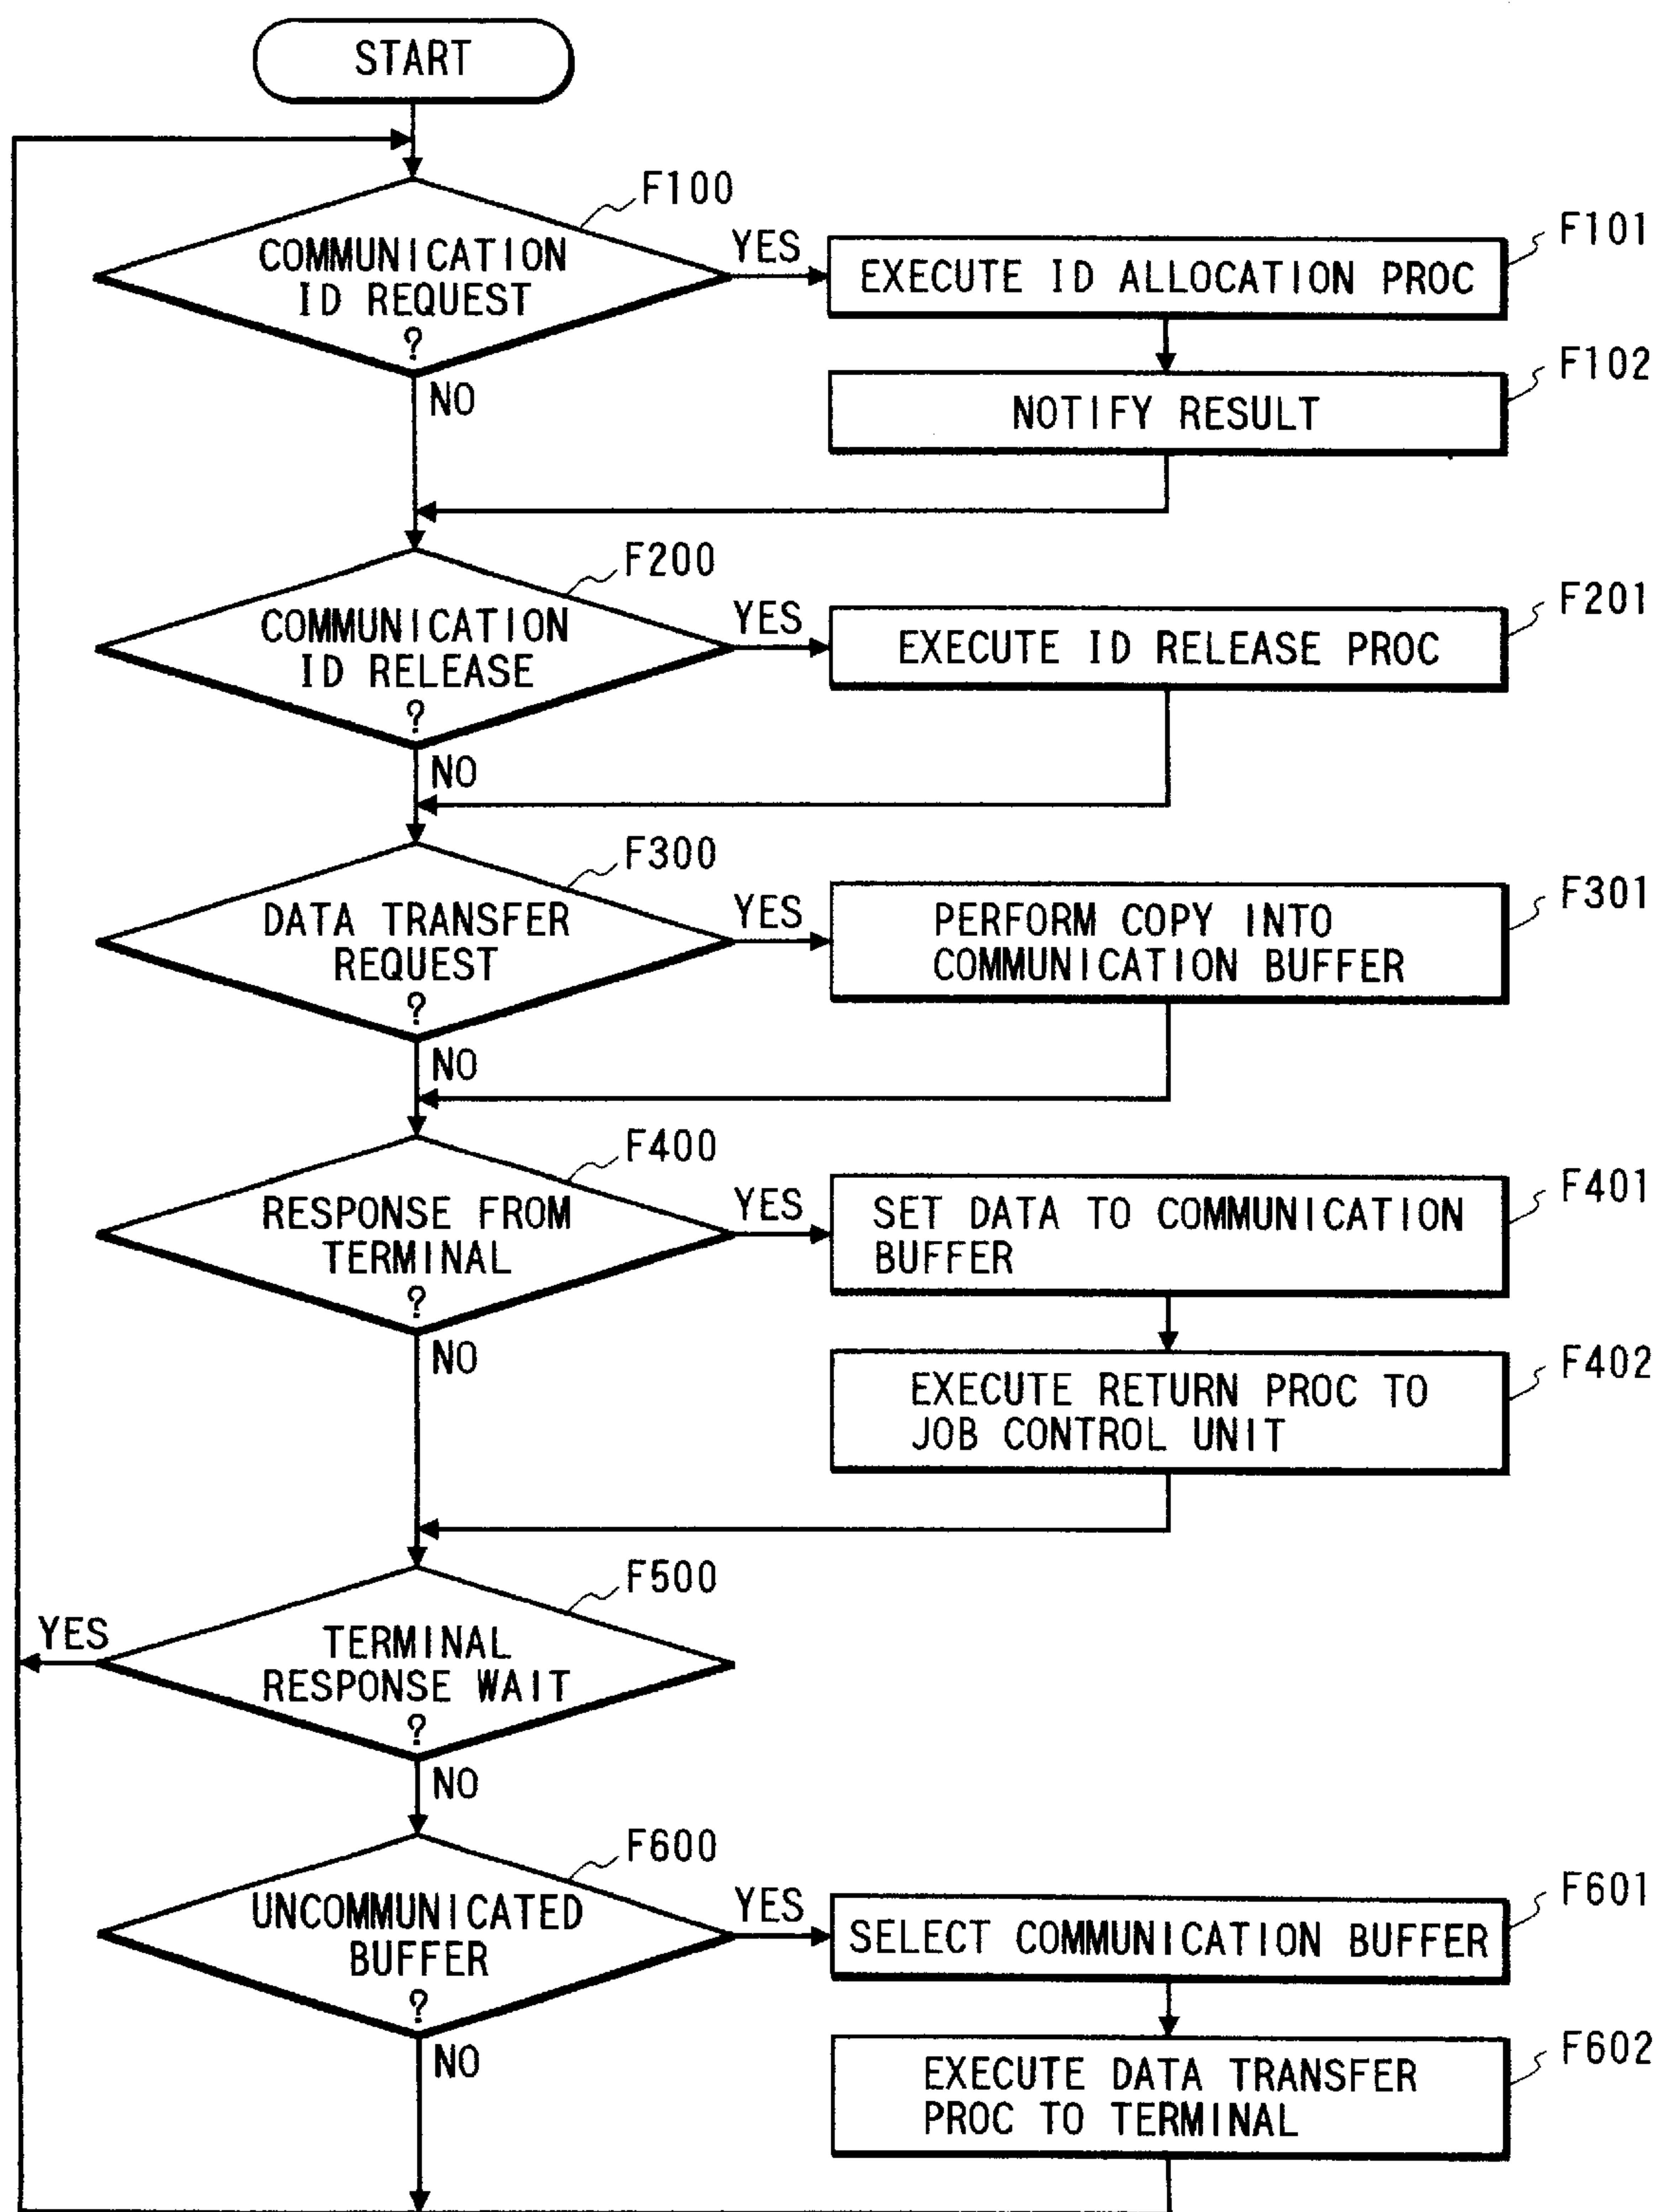 START
F100
COMMUNICATION
ID REQUEST
?
YES
NO
F101
EXECUTE ID ALLOCATION PROC
F102
NOTIFY RESULT
F200
COMMUNICATION
ID RELEASE
?
YES
NO
F201
EXECUTE ID RELEASE PROC
F300
DATA TRANSFER
REQUEST
?
YES
NO
F301
PERFORM COPY INTO
COMMUNICATION BUFFER
F400
RESPONSE FROM
TERMINAL
?
YES
NO
F401
SET DATA TO COMMUNICATION
BUFFER
F402
EXECUTE RETURN PROC TO
JOB CONTROL UNIT
F500
YES
TERMINAL
RESPONSE WAIT
?
NO
F600
UNCOMMUNICATED
BUFFER
?
YES
NO
F601
SELECT COMMUNICATION BUFFER
F602
EXECUTE DATA TRANSFER
PROC TO TERMINAL